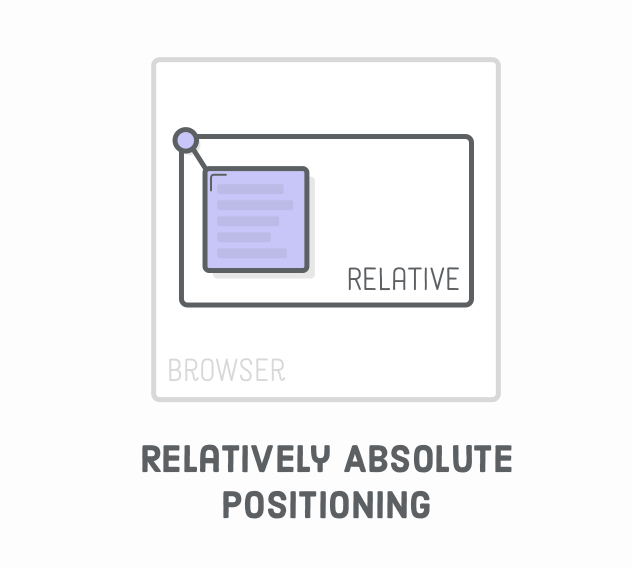 RELATIVE
BROWSER
RELATIVELY ABSOLUTE
POSITIONING